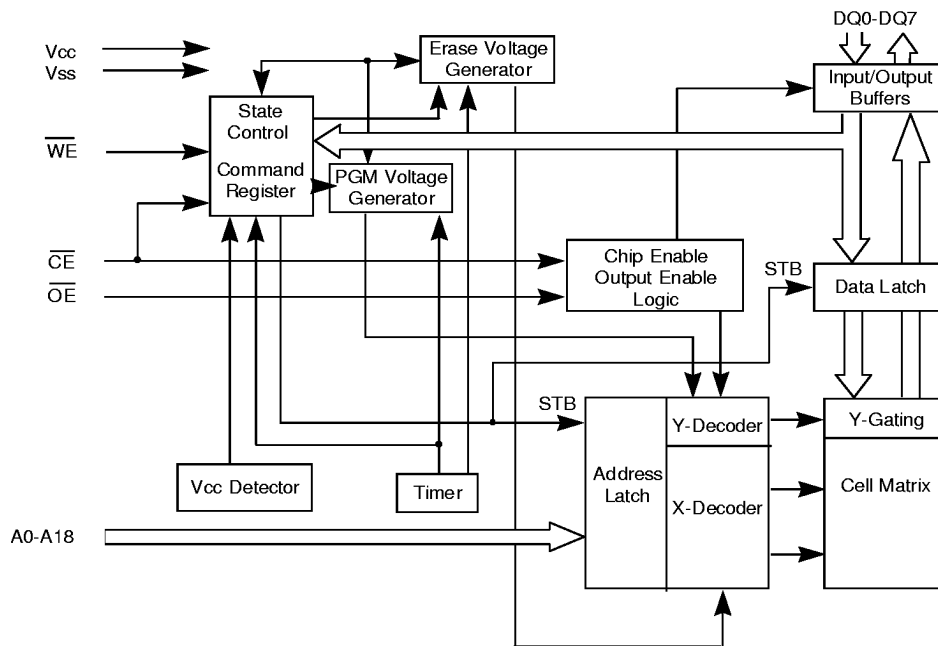 DQ0-DQ7
Vcc
Vss
Erase Voltage
Generator
Input/Output
Buffers
State
Control
Command
Register
WE
PGM Voltage
Generator
CE
OE
Chip Enable
Output Enable
Logic
STB
Data Latch
STB
Y-Decoder
Y-Gating
Address
Latch
X-Decoder
Cell Matrix
Vcc Detector
Timer
A0-A18